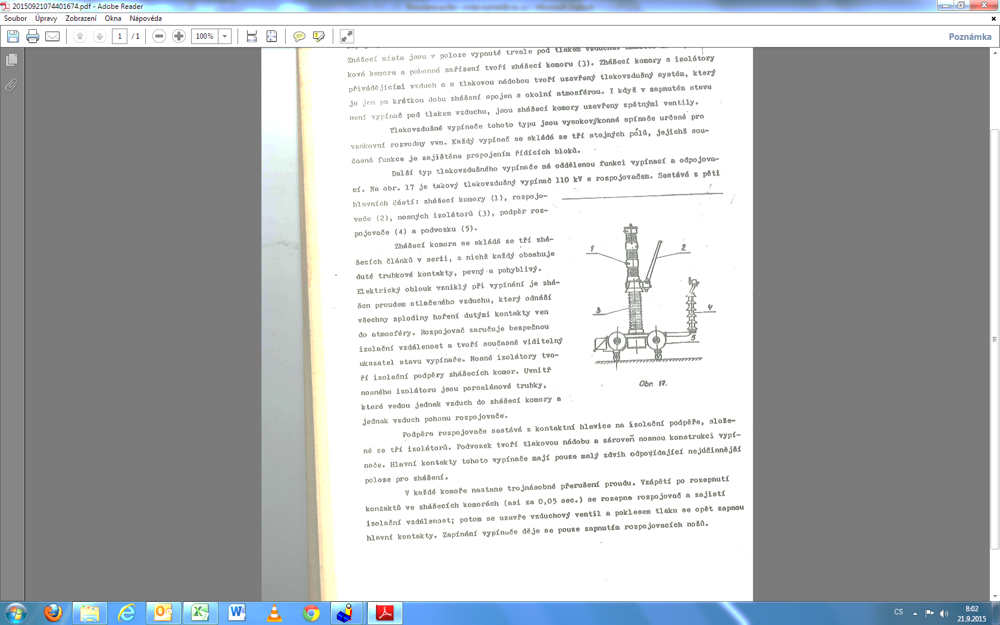 20150921074401674.pdf - Adobe Reader
Soubor Úpravy Zobrazení Okna Nápověda
1 / 1 100% Poznámka
Zhášecí místa jsou v poloze vypnuté trvale pod tlakem vzduchu.
ková komora a pohonné zařízení tvoří zhášecí komoru (3). Zhášecí komory s izolátory
přivádějícími vzduch a s tlakovou nádobou tvoří uzavřený tlakovzdušný systém, který
je jen po krátkou dobu zhášení spojen s okolní atmosférou. I když v zapnutém stavu
není vypínač pod tlakem vzduchu, jsou zhášecí komory uzavřeny zpětnými ventily.
Tlakovzdušné vypínače tohoto typu jsou vysokovýkonné spínače určené pro
venkovní rozvodny vvn. Každý vypínač se skládá ze tří stejných pólů, jejichž sou-
časná funkce je zajištěna propojením řídících bloků.
Další typ tlakovzdušného vypínače má oddělenou funkci vypínací a odpojova-
cí. Na obr. 17 je takový tlakovzdušný vypínač 110 kV s rozpojovačem. Sestává z pěti
hlavních částí: zhášecí komory (1), rozpojo-
vače (2), nosných izolátorů (3), podpěr roz-
pojovače (4) a podvozku (5).
Zhášecí komora se skládá ze tří zhá-
šecích článků v serii, z nichž každý obsahuje
duté trubkové kontakty, pevný a pohyblivý.
Elektrický oblouk vzniklý při vypínání je zhá-
šen proudem stlačeného vzduchu, který odnáší
všechny zplodiny hoření dutými kontakty ven
do atmosféry. Rozpojovač zaručuje bezpečnou
izolační vzdálenost a tvoří současně viditelný
ukazatel stavu vypínače. Nosné izolátory tvo-
ří izolační podpěry zhášecích komor. Uvnitř
nosného izolátoru jsou porcelánové trubky,
které vedou jednak vzduch do zhášecí komory a
jednak vzduch pohonu rozpojovače.
1
2
3
4
5
Obr. 17.
Podpěra rozpojovače sestává z kontaktní hlavice na izolační podpěře, slože-
né ze tří izolátorů. Podvozek tvoří tlakovou nádobu a zároveň nosnou konstrukci vypí-
nače. Hlavní kontakty tohoto vypínače mají pouze malý zdvih odpovídající nejúčinnější
poloze pro zhášení.
V každé komoře nastane trojnásobné přerušení proudu. Vzápětí po rozepnutí
kontaktů ve zhášecích komorách (asi za 0,05 sec.) se rozepne rozpojovač a zajistí
izolační vzdálenost; potom se uzavře vzduchový ventil a poklesem tlaku se opět zapnou
hlavní kontakty. Zapínání vypínače děje se pouze zapnutím rozpojovacích nožů.
CS 8:02
21.9.2015